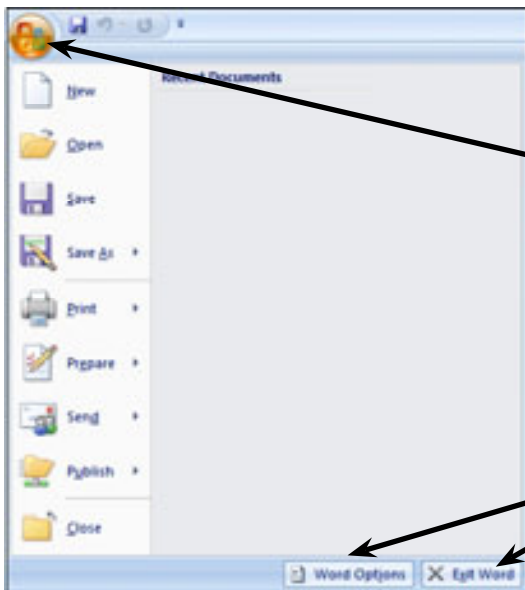 Recent Documents
New
Open
Save
Save As
Print
Prepare
Send
Publish
Close
Word Options
Exit Word